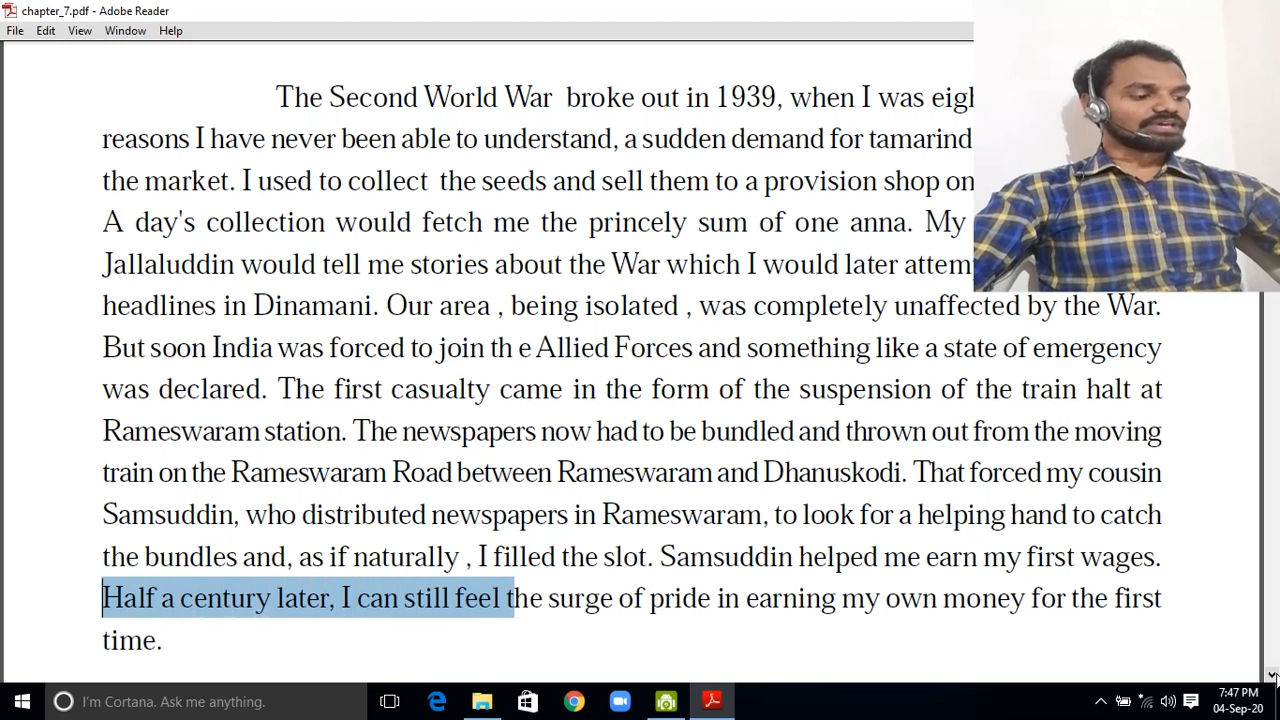 chapter_7.pdf - Adobe Reader
File Edit View Window Help
The Second World War broke out in 1939, when I was eigh
reasons I have never been able to understand, a sudden demand for tamarind
the market. I used to collect the seeds and sell them to a provision shop on
A day's collection would fetch me the princely sum of one anna. My
Jallaluddin would tell me stories about the War which I would later attem
headlines in Dinamani. Our area , being isolated , was completely unaffected by the War.
But soon India was forced to join th e Allied Forces and something like a state of emergency
was declared. The first casualty came in the form of the suspension of the train halt at
Rameswaram station. The newspapers now had to be bundled and thrown out from the moving
train on the Rameswaram Road between Rameswaram and Dhanuskodi. That forced my cousin
Samsuddin, who distributed newspapers in Rameswaram, to look for a helping hand to catch
the bundles and, as if naturally , I filled the slot. Samsuddin helped me earn my first wages.
Half a century later, I can still feel the surge of pride in earning my own money for the first
time.
I'm Cortana. Ask me anything.
7:47 PM
04-Sep-20